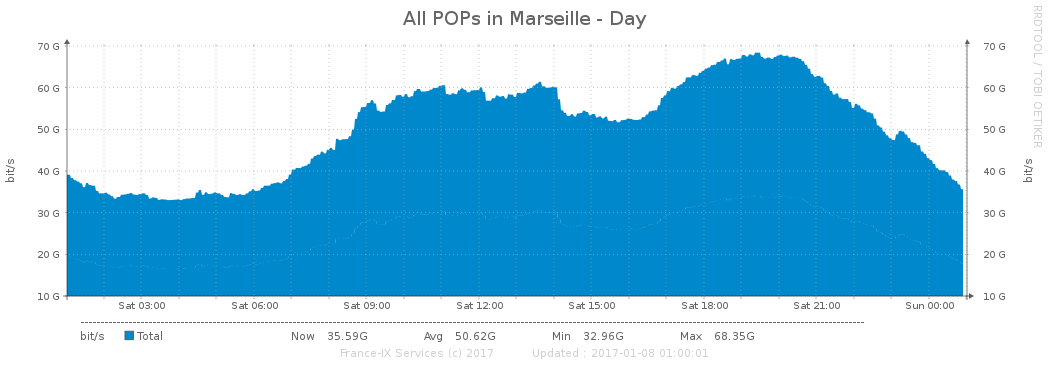 All POPs in Marseille - Day
RRDTOOL / TOBI OETIKER
bit/s
70 G
60 G
50 G
40 G
30 G
20 G
10 G
70 G
60 G
50 G
40 G
30 G
20 G
10 G
bit/s
Sat 03:00 Sat 06:00 Sat 09:00 Sat 12:00 Sat 15:00 Sat 18:00 Sat 21:00 Sun 00:00
bit/s Total Now 35.59G Avg 50.62G Min 32.96G Max 68.35G
France-IX Services (c) 2017 Updated : 2017-01-08 01:00:01